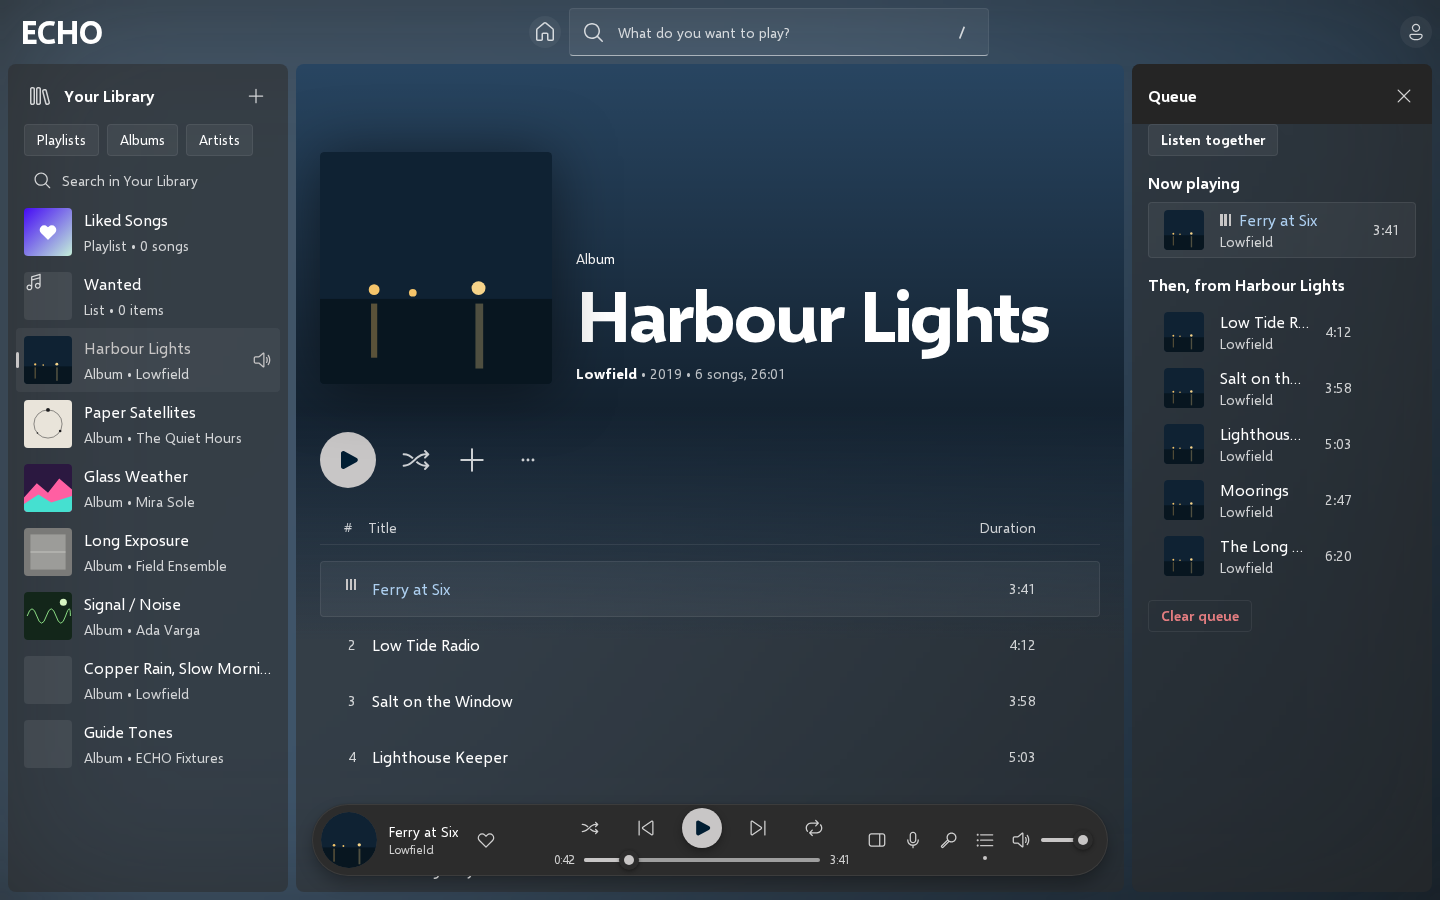 ECHO
What do you want to play?
/
Your Library
Playlists
Albums
Artists
Search in Your Library
Liked Songs
Playlist • 0 songs
Wanted
List • 0 items
Harbour Lights
Album • Lowfield
Paper Satellites
Album • The Quiet Hours
Glass Weather
Album • Mira Sole
Long Exposure
Album • Field Ensemble
Signal / Noise
Album • Ada Varga
Copper Rain, Slow Morni...
Album • Lowfield
Guide Tones
Album • ECHO Fixtures
Album
Harbour Lights
Lowfield • 2019 • 6 songs, 26:01
# Title Duration
Ferry at Six 3:41
2 Low Tide Radio 4:12
3 Salt on the Window 3:58
4 Lighthouse Keeper 5:03
Ferry at Six
Lowfield
0:42
3:41
Queue
Listen together
Now playing
Ferry at Six
Lowfield
3:41
Then, from Harbour Lights
Low Tide R...
Lowfield
4:12
Salt on th...
Lowfield
3:58
Lighthous...
Lowfield
5:03
Moorings
Lowfield
2:47
The Long ...
Lowfield
6:20
Clear queue